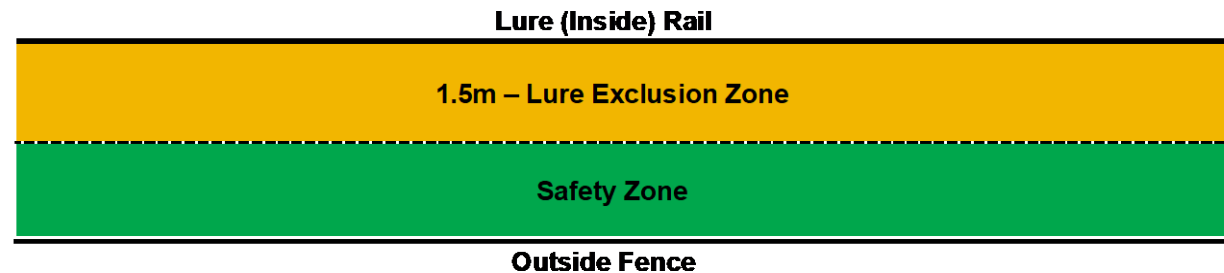 Lure (Inside) Rail
1.5m – Lure Exclusion Zone
Safety Zone
Outside Fence